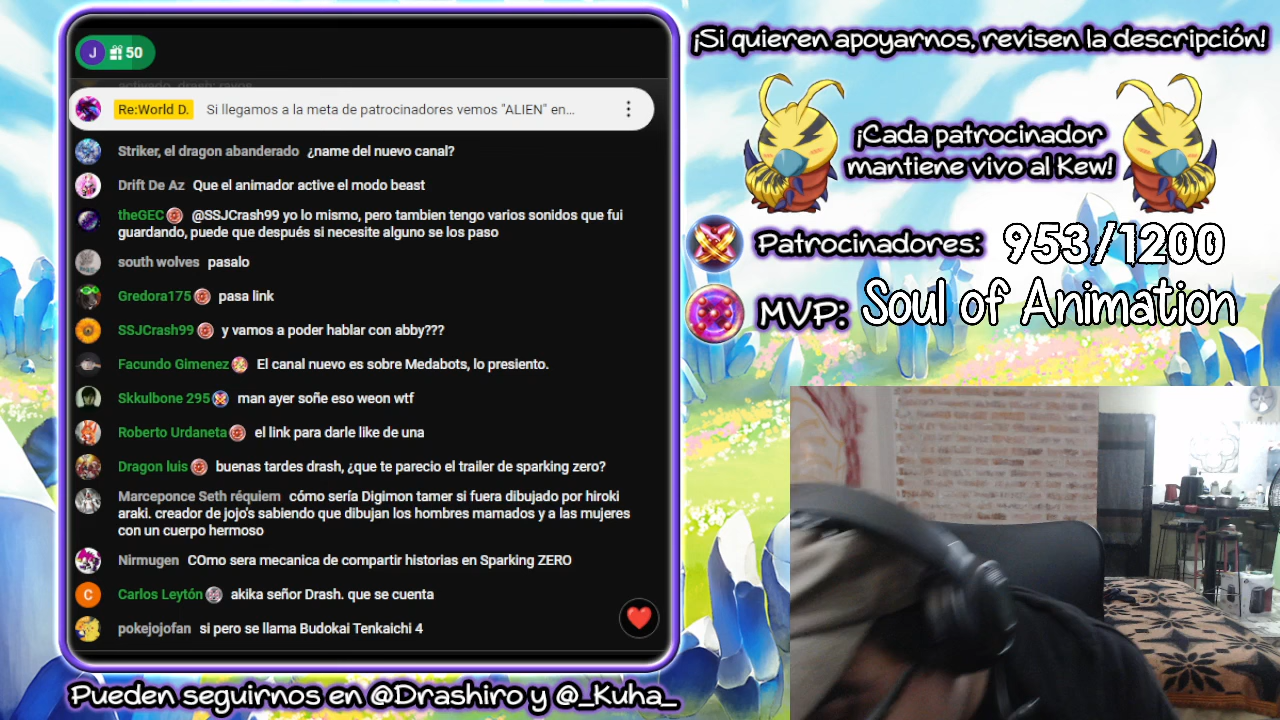 J 50
activado, drash: rayos
Re:World D. Si llegamos a la meta de patrocinadores vemos "ALIEN" en...
Striker, el dragon abanderado ¿name del nuevo canal?
Drift De Az Que el animador active el modo beast
theGEC @SSJCrash99 yo lo mismo, pero tambien tengo varios sonidos que fui
guardando, puede que después si necesite alguno se los paso
south wolves pasalo
Gredora175 pasa link
SSJCrash99 y vamos a poder hablar con abby???
Facundo Gimenez El canal nuevo es sobre Medabots, lo presiento.
Skkulbone 295 man ayer soñe eso weon wtf
Roberto Urdaneta el link para darle like de una
Dragon luis buenas tardes drash, ¿que te parecio el trailer de sparking zero?
Marceponce Seth réquiem cómo sería Digimon tamer si fuera dibujado por hiroki
araki. creador de jojo's sabiendo que dibujan los hombres mamados y a las mujeres
con un cuerpo hermoso
Nirmugen COmo sera mecanica de compartir historias en Sparking ZERO
C Carlos Leytón akika señor Drash. que se cuenta
pokejojofan si pero se llama Budokai Tenkaichi 4
Pueden seguirnos en @Drashiro y @_Kuha_
¡Si quieren apoyarnos, revisen la descripción!
¡Cada patrocinador
mantiene vivo al Kew!
Patrocinadores: 953/1200
MVP: Soul of Animation